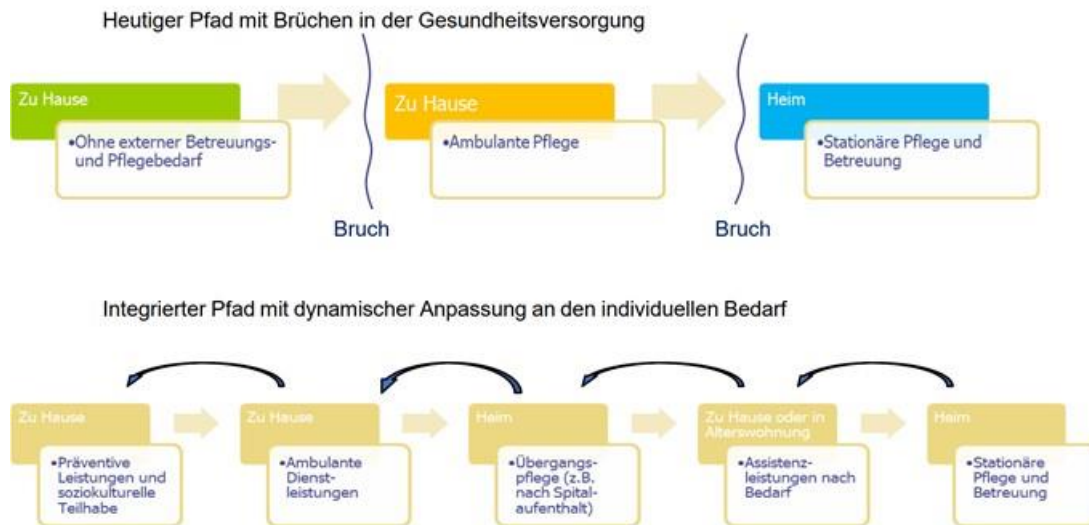 Heutiger Pfad mit Brüchen in der Gesundheitsversorgung
Zu Hause
•Ohne externer Betreuungs-
und Pflegebedarf
Zu Hause
•Ambulante Pflege
Heim
•Stationäre Pflege und
Betreuung
Bruch
Bruch
Integrierter Pfad mit dynamischer Anpassung an den individuellen Bedarf
Zu Hause
•Präventive
Leistungen und
soziokulturelle
Teilhabe
Zu Hause
•Ambulante
Dienst-
leistungen
Heim
•Übergangs-
pflege (z.B.
nach Spital-
aufenthalt)
Zu Hause oder in
Alterswohnung
•Assistenz-
leistungen nach
Bedarf
Heim
•Stationäre
Pflege und
Betreuung